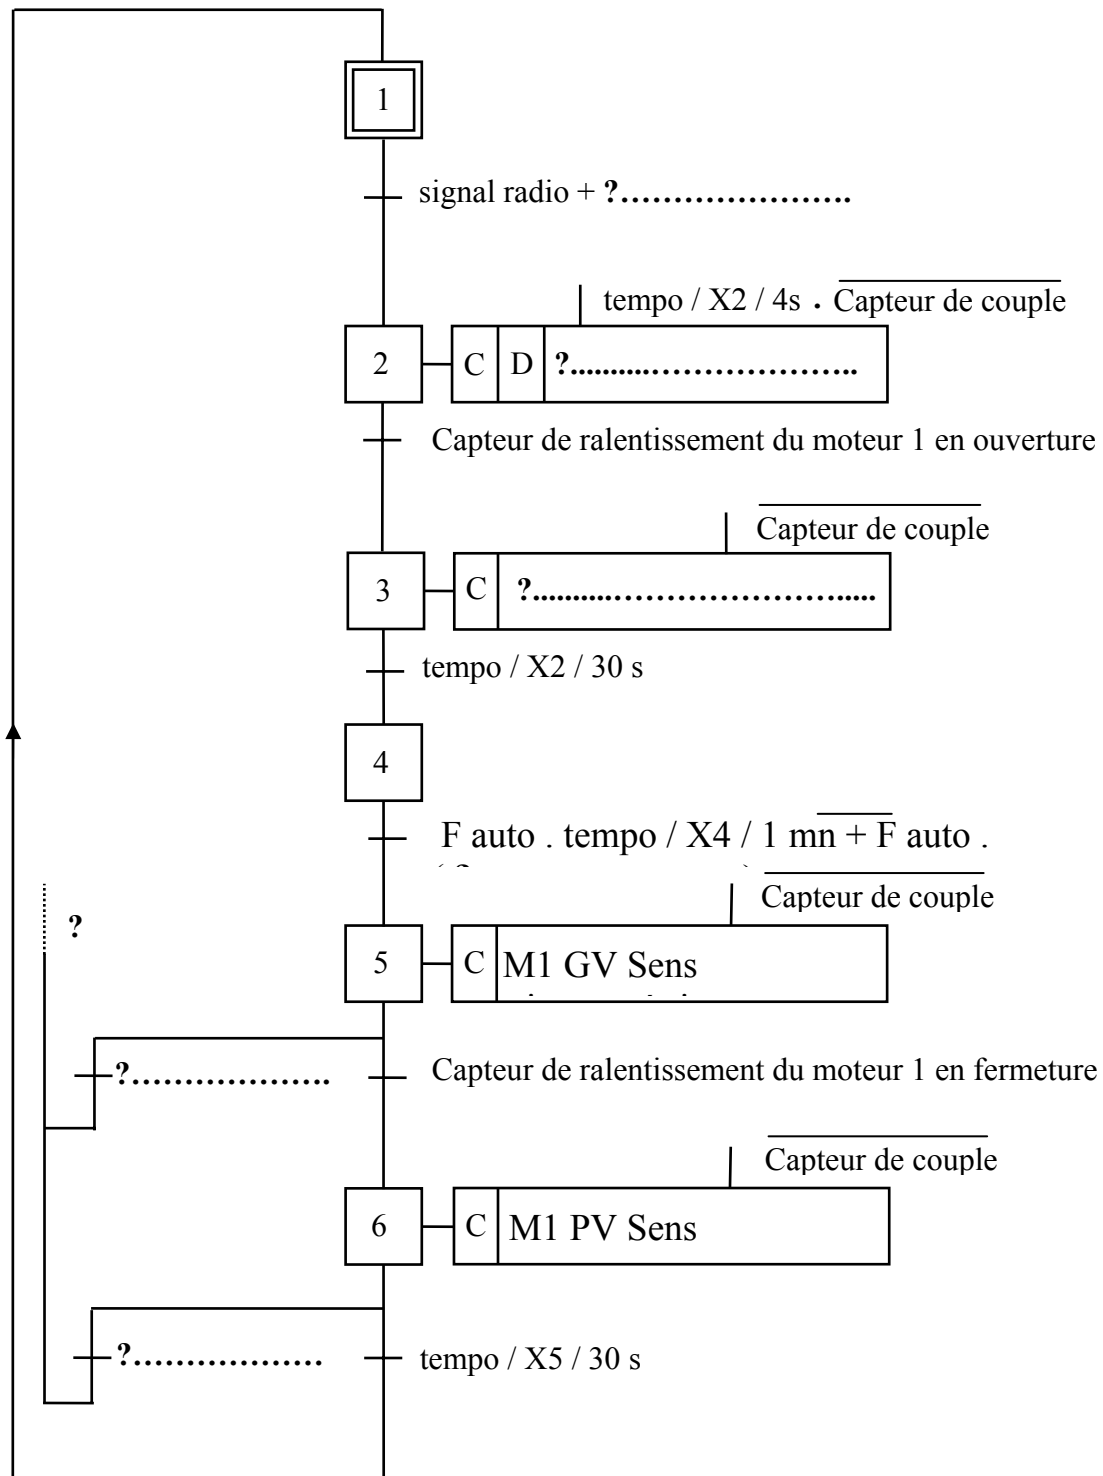 1
signal radio + ?......................
tempo / X2 / 4s . Capteur de couple
2 C D ?.............................
Capteur de ralentissement du moteur 1 en ouverture
Capteur de couple
3 C ?..................................
tempo / X2 / 30 s
4
F auto . tempo / X4 / 1 mn + F auto .
Capteur de couple
?
5 C M1 GV Sens
?...................
Capteur de ralentissement du moteur 1 en fermeture
Capteur de couple
6 C M1 PV Sens
?..................
tempo / X5 / 30 s